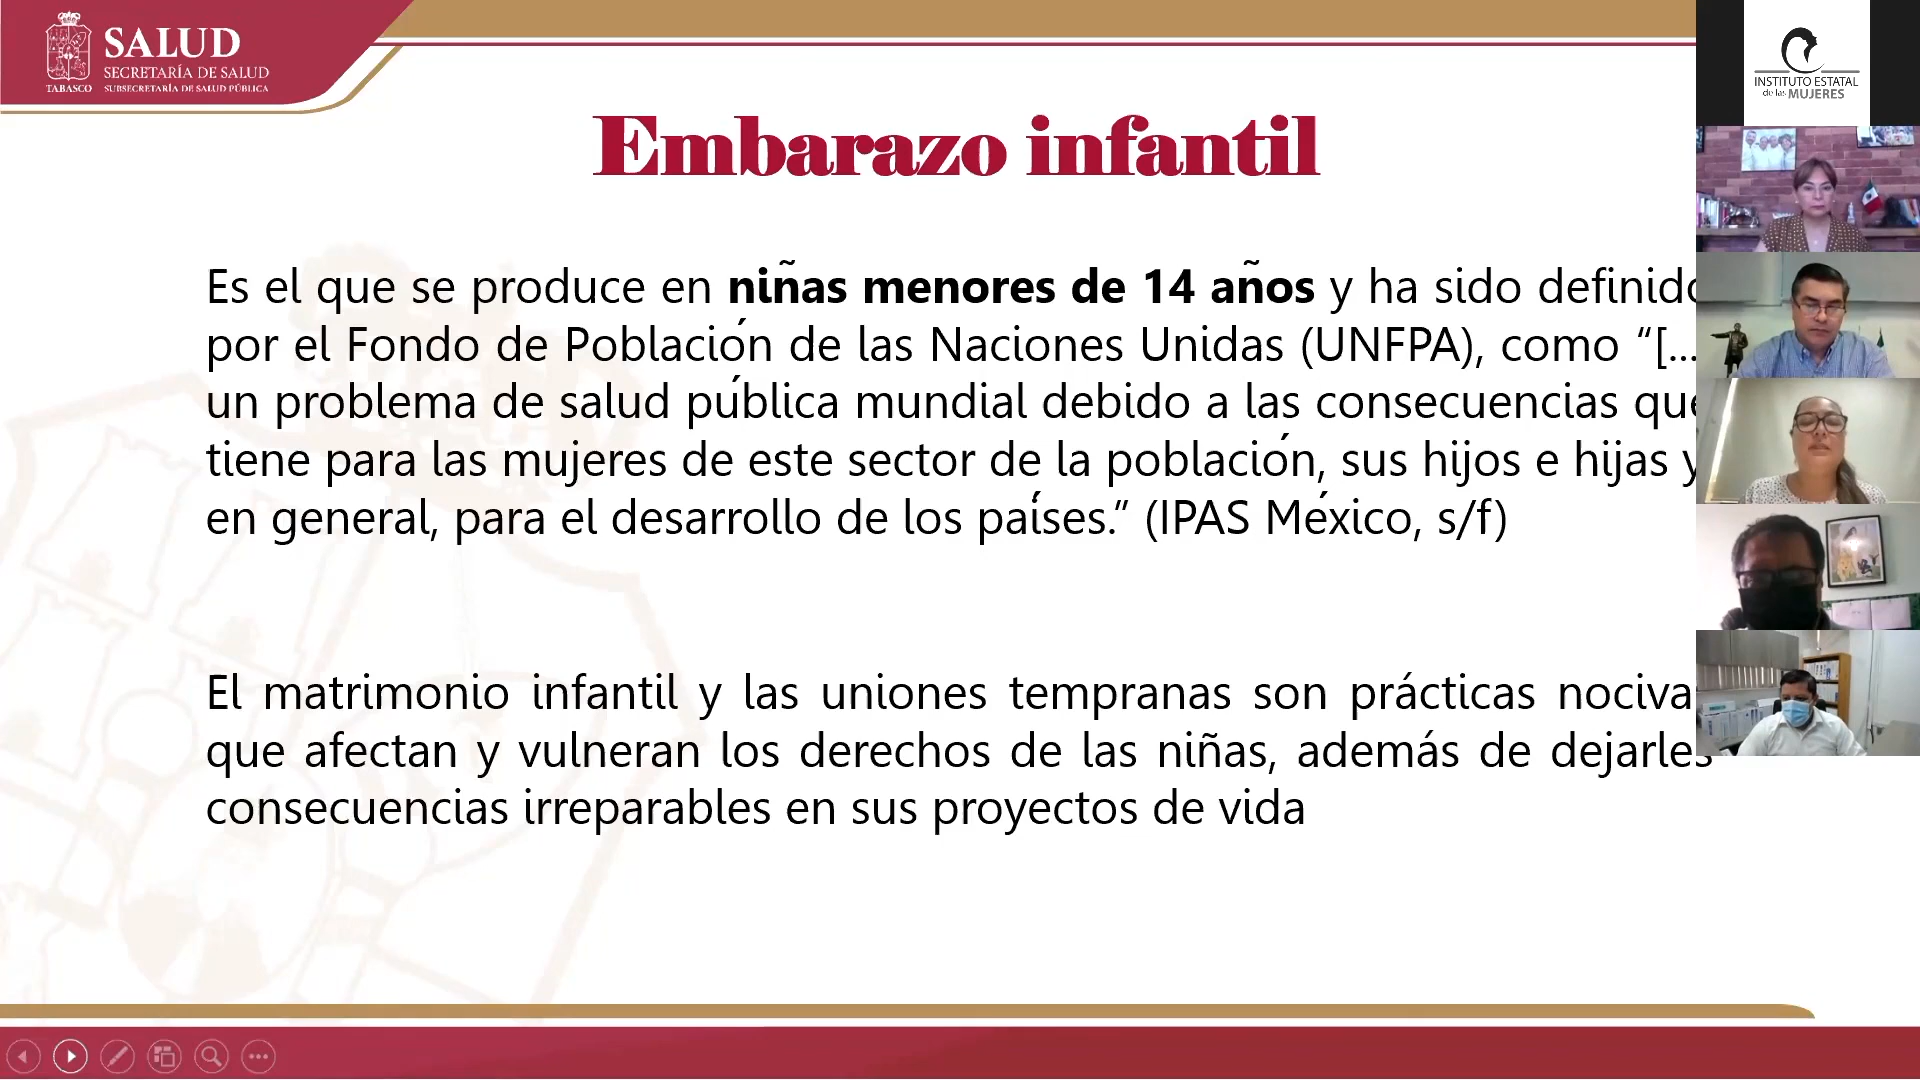 SALUD
SECRETARÍA DE SALUD
TABASCO
SUBSECRETARÍA DE SALUD PÚBLICA
INSTITUTO ESTATAL
de las MUJERES
Embarazo infantil
Es el que se produce en niñas menores de 14 años y ha sido definido
por el Fondo de Población de las Naciones Unidas (UNFPA), como “[...
un problema de salud pública mundial debido a las consecuencias que
tiene para las mujeres de este sector de la población, sus hijos e hijas y
en general, para el desarrollo de los países.” (IPAS México, s/f)
El matrimonio infantil y las uniones tempranas son prácticas nociva
que afectan y vulneran los derechos de las niñas, además de dejarles
consecuencias irreparables en sus proyectos de vida